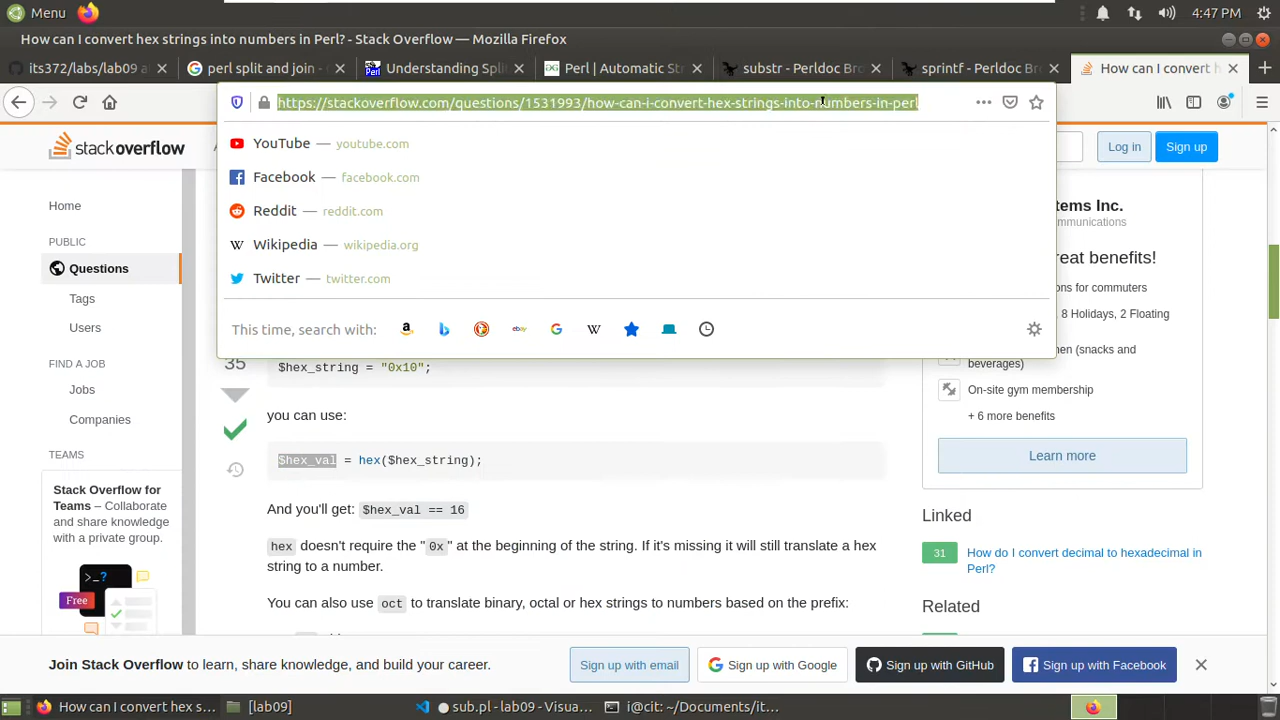 Menu
4:47 PM
How can I convert hex strings into numbers in Perl? - Stack Overflow — Mozilla Firefox
its372/labs/lab09 at
perl split and join - G
Understanding Spli
Perl | Automatic St
substr - Perldoc Bro
sprintf - Perldoc Br
How can I convert he
https://stackoverflow.com/questions/1531993/how-can-i-convert-hex-strings-into-numbers-in-perl
YouTube — youtube.com
Facebook — facebook.com
Reddit — reddit.com
Wikipedia — wikipedia.org
Twitter — twitter.com
This time, search with:
stackoverflow
Log in
Sign up
Home
PUBLIC
Questions
Tags
Users
FIND A JOB
Jobs
Companies
TEAMS
Stack Overflow for
Teams – Collaborate
and share knowledge
with a private group.
Free
35
$hex_string = "0x10";
you can use:
$hex_val = hex($hex_string);
And you'll get: $hex_val == 16
hex doesn't require the "0x" at the beginning of the string. If it's missing it will still translate a hex
string to a number.
You can also use oct to translate binary, octal or hex strings to numbers based on the prefix:
stems Inc.
mmunications
reat benefits!
ons for commuters
8 Holidays, 2 Floating
en (snacks and
beverages)
On-site gym membership
+ 6 more benefits
Learn more
Linked
31
How do I convert decimal to hexadecimal in
Perl?
Related
Join Stack Overflow to learn, share knowledge, and build your career.
Sign up with email
Sign up with Google
Sign up with GitHub
Sign up with Facebook
How can I convert hex s...
[lab09]
sub.pl - lab09 - Visua...
i@cit: ~/Documents/it...